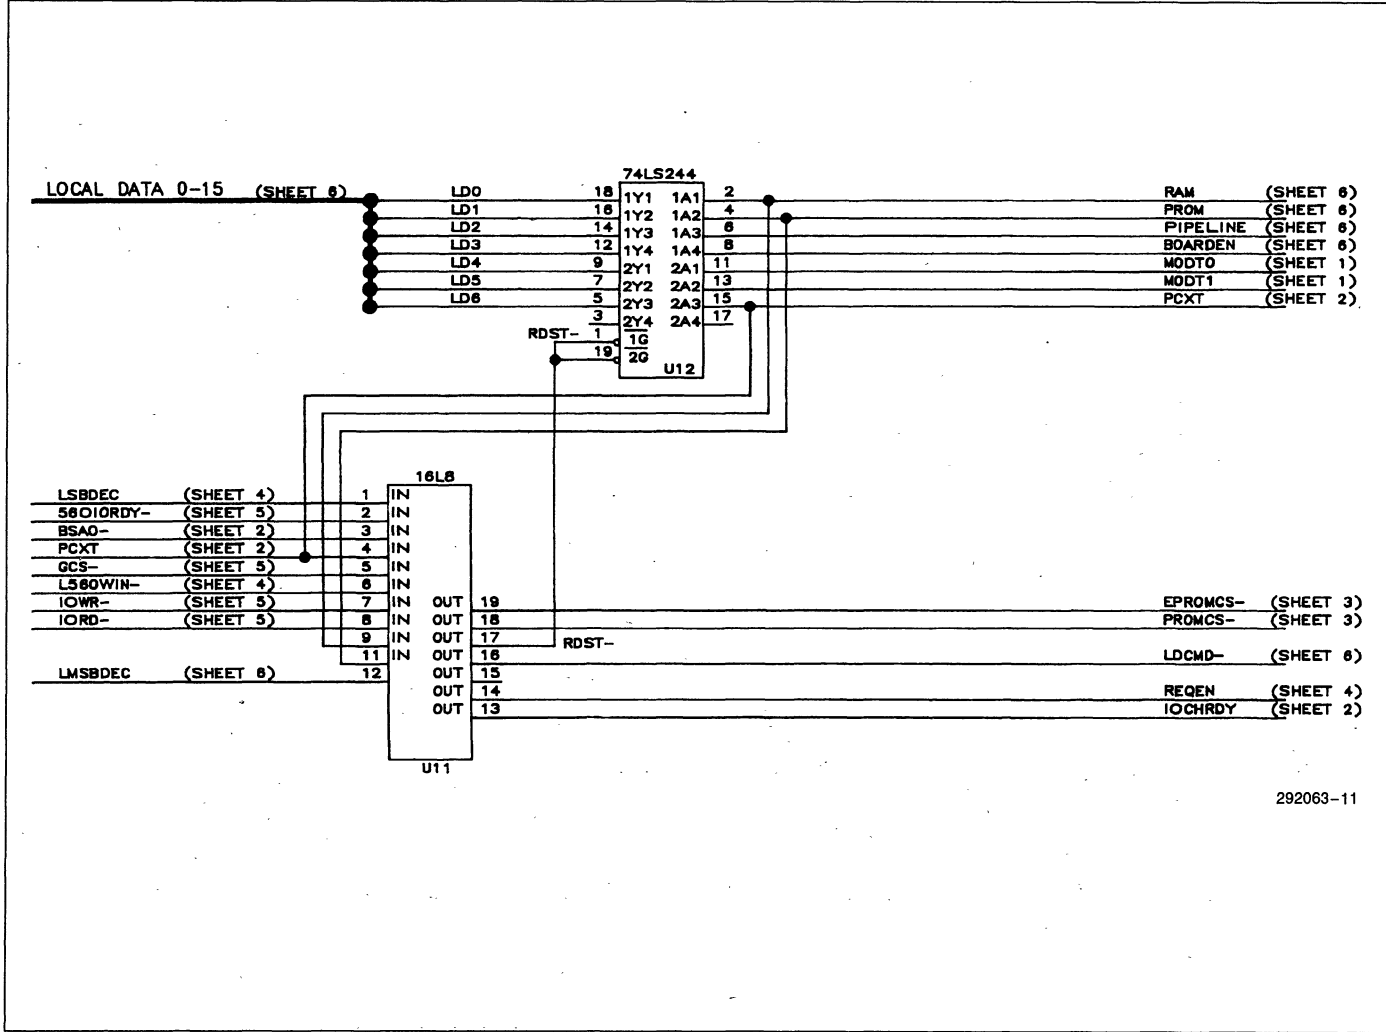 74LS244
LOCAL DATA 0-15 (SHEET 6) LD0 18 1Y1 1A1 2 RAM (SHEET 6)
LD1 16 1Y2 1A2 4 PROM (SHEET 6)
LD2 14 1Y3 1A3 6 PIPELINE (SHEET 6)
LD3 12 1Y4 1A4 8 BOARDEN (SHEET 6)
LD4 9 2Y1 2A1 11 MODT0 (SHEET 1)
LD5 7 2Y2 2A2 13 MODT1 (SHEET 1)
LD6 5 2Y3 2A3 15 PCXT (SHEET 2)
3 2Y4 2A4 17
RDST- 1 1G
19 2G
U12
16L8
LSBDEC (SHEET 4) 1 IN
560IORDY- (SHEET 5) 2 IN
BSA0- (SHEET 2) 3 IN
PCXT (SHEET 2) 4 IN
GCS- (SHEET 5) 5 IN
L560WIN- (SHEET 4) 6 IN
IOWR- (SHEET 5) 7 IN OUT 19 EPROMCS- (SHEET 3)
IORD- (SHEET 5) 8 IN OUT 18 PROMCS- (SHEET 3)
9 IN OUT 17 RDST-
11 IN OUT 16 LDCMD- (SHEET 6)
LMSBDEC (SHEET 6) 12 OUT 15
OUT 14 REQEN (SHEET 4)
OUT 13 IOCHRDY (SHEET 2)
U11
292063-11